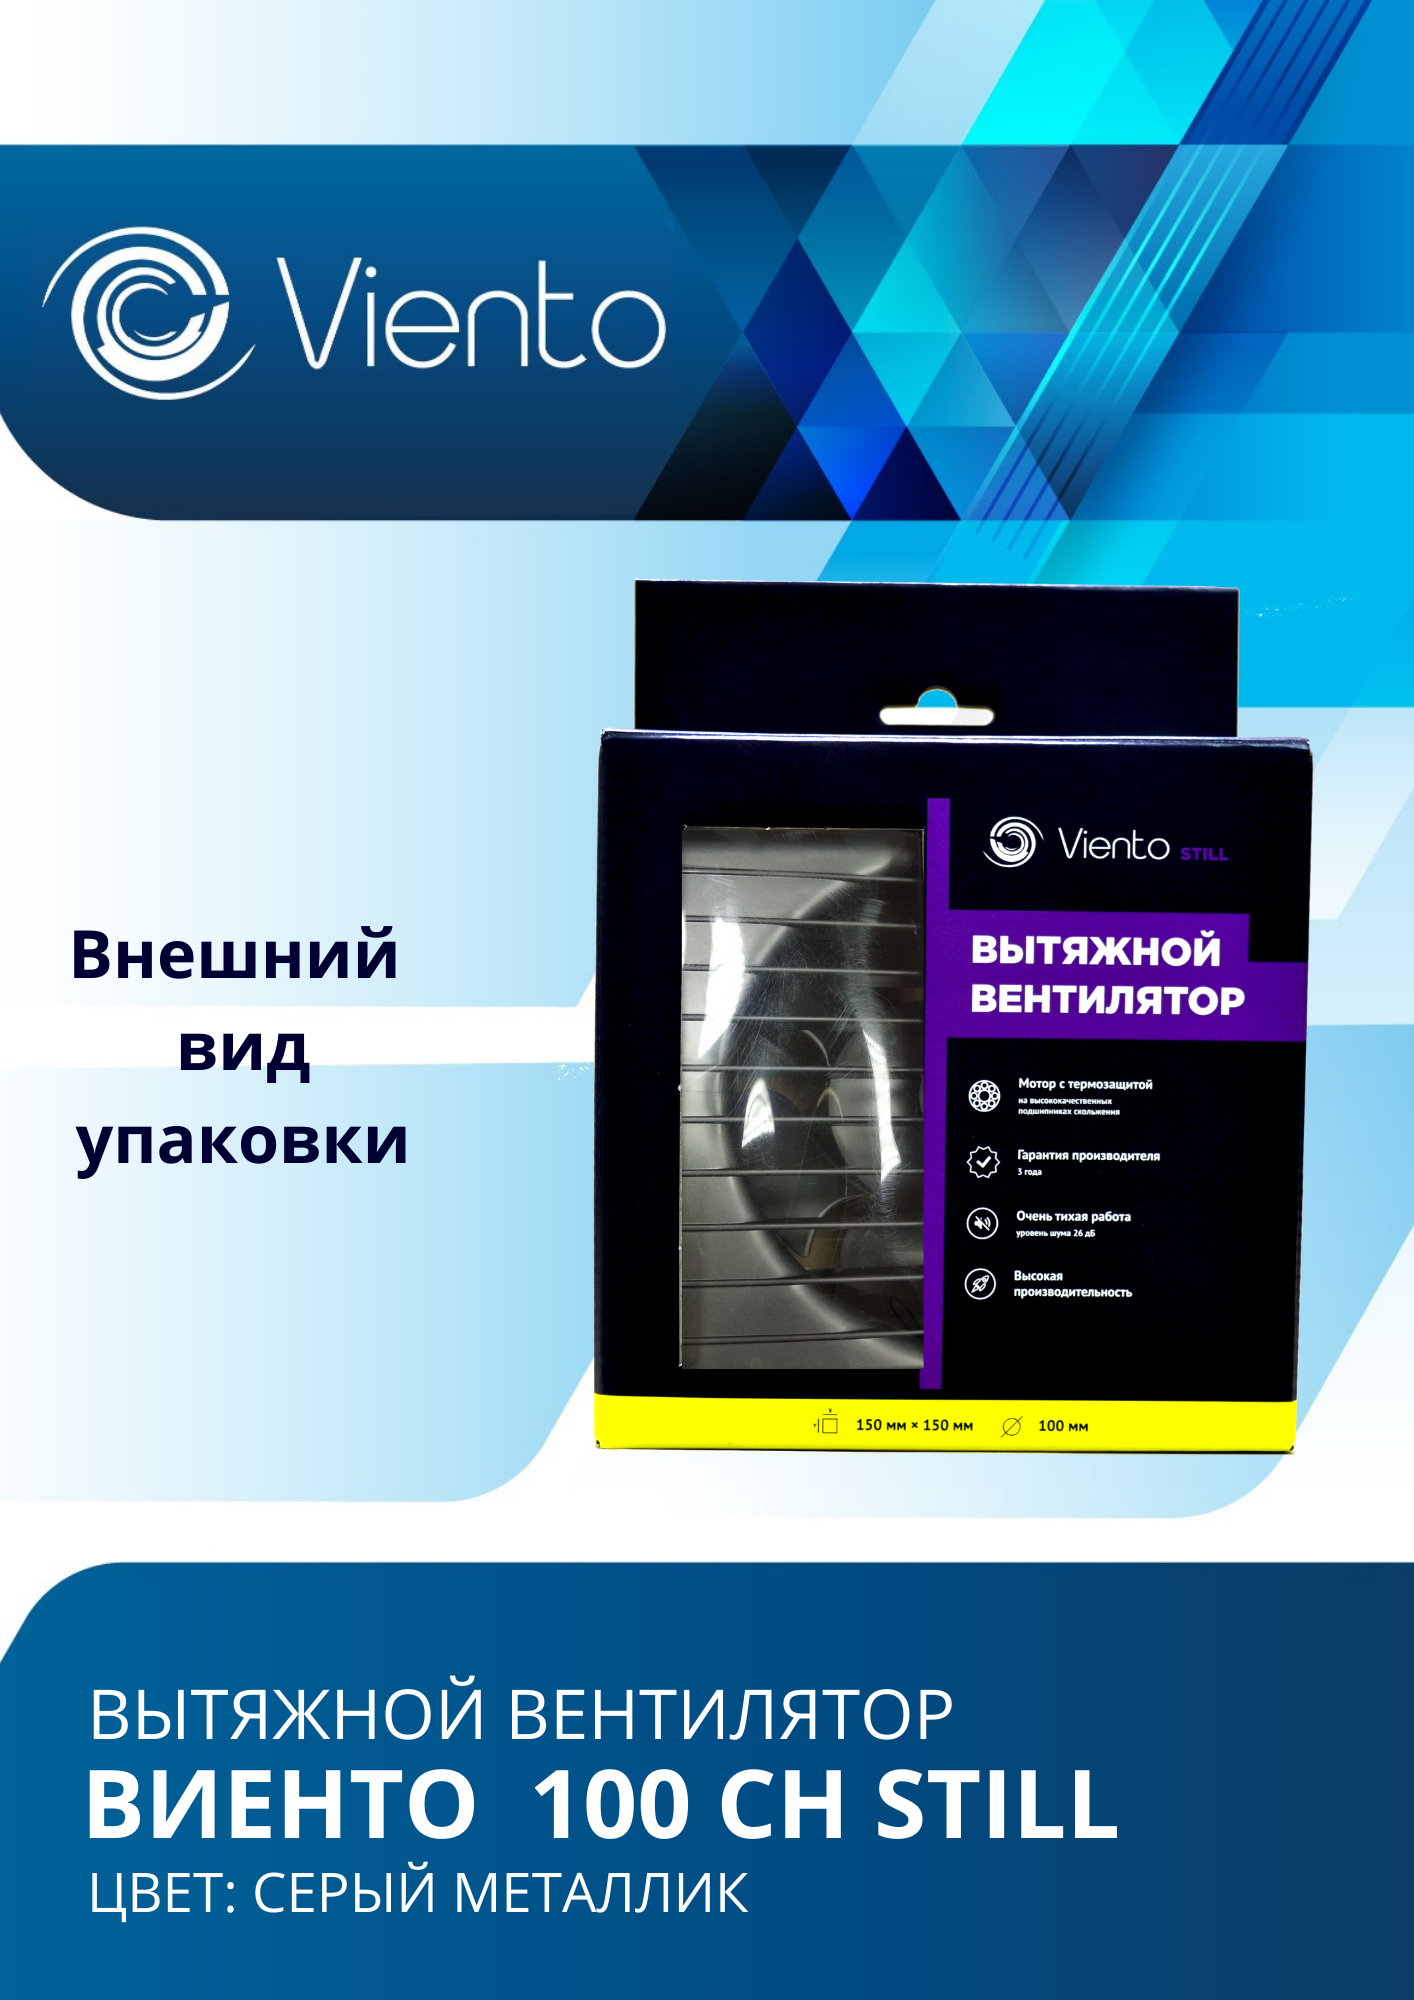 Viento
Внешний
вид
упаковки
Viento STILL
ВЫТЯЖНОЙ
ВЕНТИЛЯТОР
Мотор с термозащитой
на высококачественных
подшипниках скольжения
Гарантия производителя
3 года
Очень тихая работа
уровень шума 26 дБ
Высокая
производительность
150 мм × 150 мм 100 мм
ВЫТЯЖНОЙ ВЕНТИЛЯТОР
ВИЕНТО 100 СН STILL
ЦВЕТ: СЕРЫЙ МЕТАЛЛИК